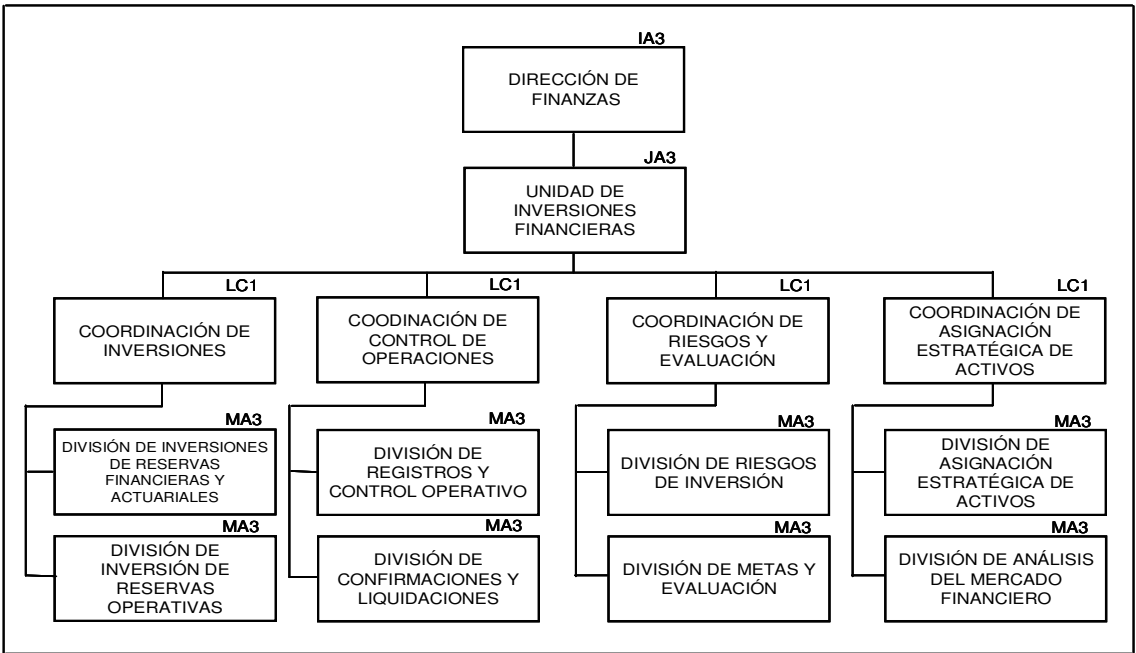 IA3
DIRECCIÓN DE
FINANZAS
JA3
UNIDAD DE
INVERSIONES
FINANCIERAS
LC1
COORDINACIÓN DE
INVERSIONES
LC1
COODINACIÓN DE
CONTROL DE
OPERACIONES
LC1
COORDINACIÓN DE
RIESGOS Y
EVALUACIÓN
LC1
COORDINACIÓN DE
ASIGNACIÓN
ESTRATÉGICA DE
ACTIVOS
MA3
DIVISIÓN DE INVERSIONES
DE RESERVAS
FINANCIERAS Y
ACTUARIALES
MA3
DIVISIÓN DE
REGISTROS Y
CONTROL OPERATIVO
MA3
DIVISIÓN DE RIESGOS
DE INVERSIÓN
MA3
DIVISIÓN DE
ASIGNACIÓN
ESTRATÉGICA DE
ACTIVOS
MA3
DIVISIÓN DE
INVERSIÓN DE
RESERVAS
OPERATIVAS
MA3
DIVISIÓN DE
CONFIRMACIONES Y
LIQUIDACIONES
MA3
DIVISIÓN DE METAS Y
EVALUACIÓN
MA3
DIVISIÓN DE ANÁLISIS
DEL MERCADO
FINANCIERO